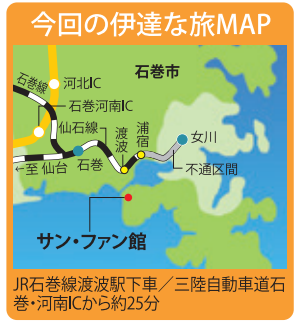 今回の伊達な旅MAP
石巻市
石巻線
河北IC
石巻河南IC
仙石線
渡波
浦宿
女川
←至 仙台
石巻
不通区間
サン・ファン館
JR石巻線渡波駅下車／三陸自動車道石
巻・河南ICから約25分